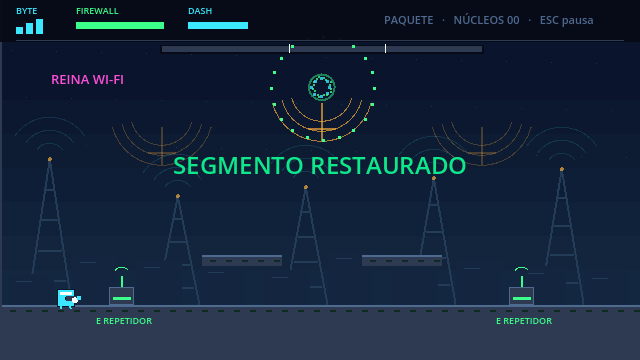 BYTE FIREWALL DASH
PAQUETE · NÚCLEOS 00 · ESC pausa
REINA WI-FI
SEGMENTO RESTAURADO
E REPETIDOR E REPETIDOR